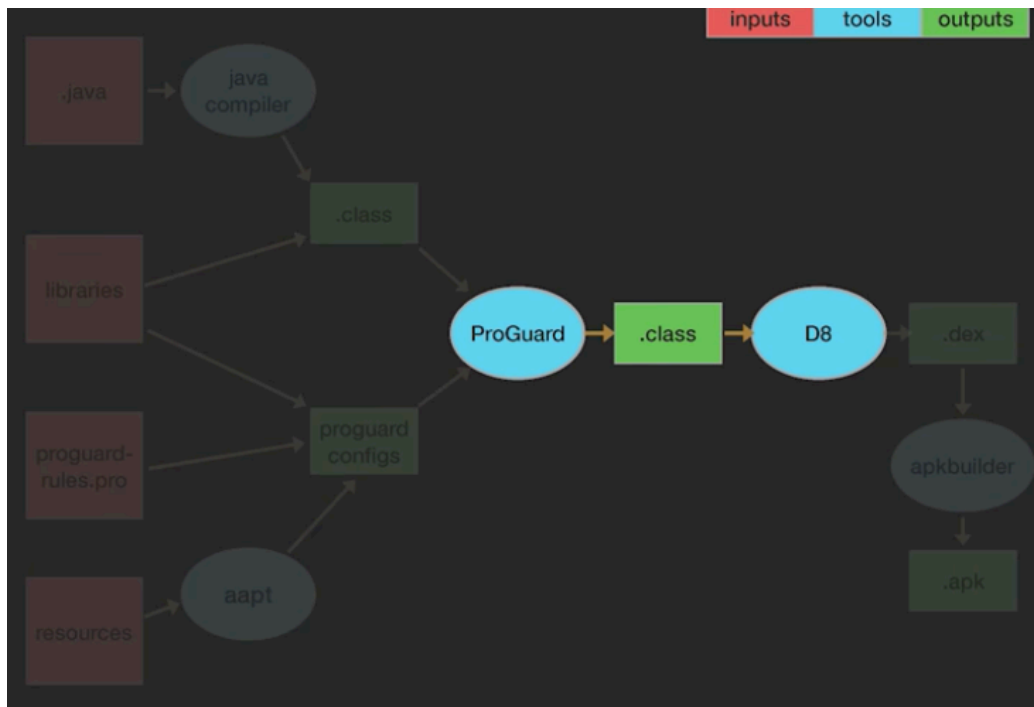 inputs tools outputs
.java
java
compiler
.class
libraries
ProGuard
.class
D8
.dex
proguard-
rules.pro
proguard
configs
apkbuilder
resources
aapt
.apk